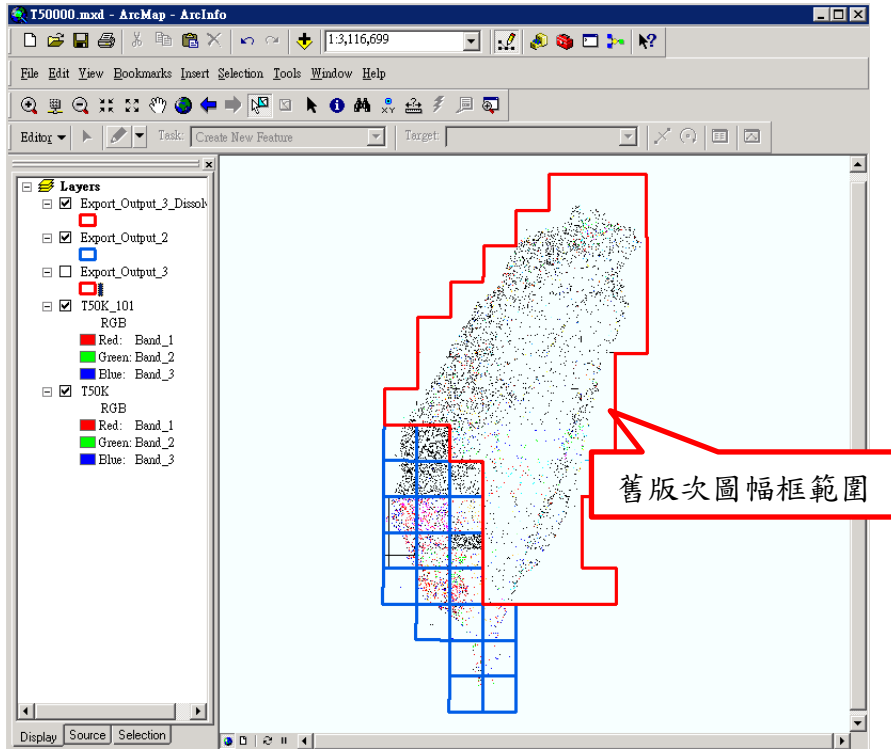 T50000.mxd - ArcMap - ArcInfo
1:3,116,699
File Edit View Bookmarks Insert Selection Tools Window Help
Editor Task: Create New Feature Target:
Layers
Export_Output_3_Dissolv
Export_Output_2
Export_Output_3
T50K_101
RGB
Red: Band_1
Green: Band_2
Blue: Band_3
T50K
RGB
Red: Band_1
Green: Band_2
Blue: Band_3
舊版次圖幅框範圍
Display Source Selection